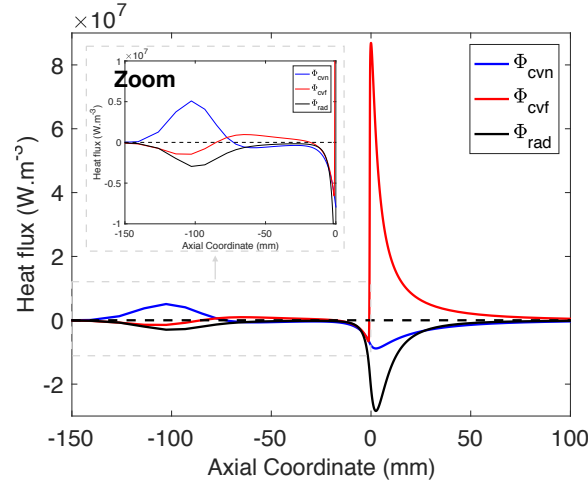 ×10⁷
8
6
4
2
0
-2
Heat flux (W.m⁻³)
-150
-100
-50
0
50
100
Axial Coordinate (mm)
Φcvn
Φcvf
Φrad
Zoom
×10⁷
1
0.5
0
-0.5
-1
Heat flux (W.m⁻³)
-150
-100
-50
0
Axial Coordinate (mm)
Φcvn
Φcvf
Φrad